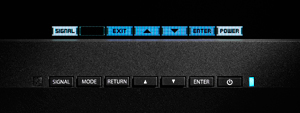 SIGNAL EXIT ▲ ▼ ENTER POWER
SIGNAL MODE RETURN ▲ ▼ ENTER ⏻